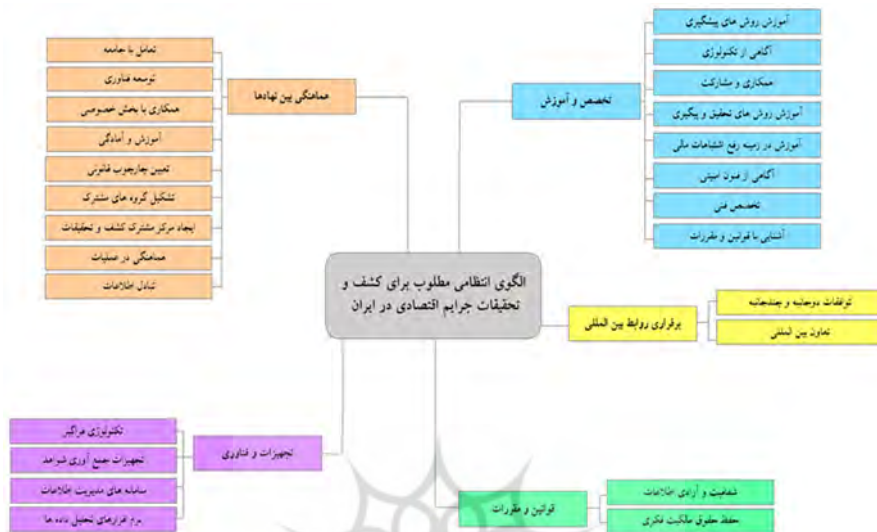 آموزش روش های پیشگیری
آگاهی از تکنولوژی
همکاری و مشارکت
آموزش روش های تحقیق و پیگیری
آموزش در زمینه رفع اشتباهات مالی
آگاهی از فنون امنیتی
تخصص فنی
آشنایی با قوانین و مقررات
تخصص و آموزش
تعامل با جامعه
توسعه فناوری
همکاری با بخش خصوصی
آموزش و آمادگی
تعیین چارچوب قانونی
تشکیل گروه های مشترک
ایجاد مرکز مشترک کشف و تحقیقات
هماهنگی در عملیات
تبادل اطلاعات
هماهنگی بین نهادها
الگوی انتظامی مطلوب برای کشف و
تحقیقات جرایم اقتصادی در ایران
توافقات دوجانبه و چندجانبه
تعاون بین المللی
برقراری روابط بین المللی
تکنولوژی فراگیر
تجهیزات جمع آوری شواهد
سامانه های مدیریت اطلاعات
نرم افزارهای تحلیل داده ها
تجهیزات و فناوری
شفافیت و آزادی اطلاعات
حفظ حقوق مالکیت فکری
قوانین و مقررات